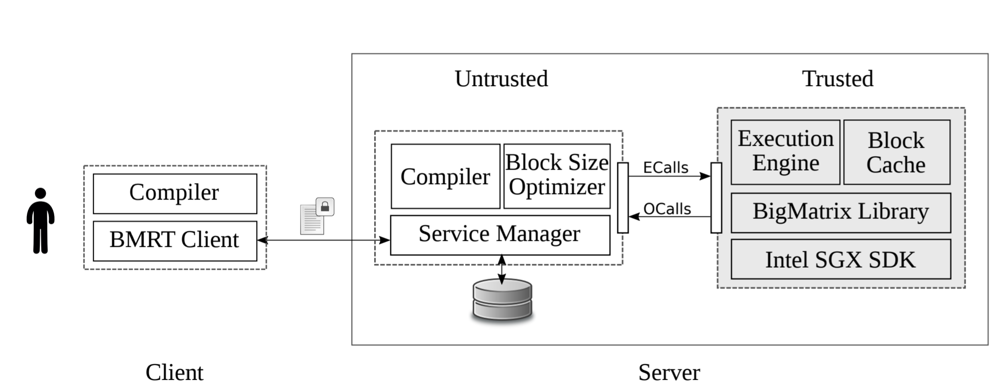 Untrusted
Trusted
Compiler
BMRT Client
Compiler
Block Size
Optimizer
Service Manager
ECalls
OCalls
Execution
Engine
Block
Cache
BigMatrix Library
Intel SGX SDK
Client
Server